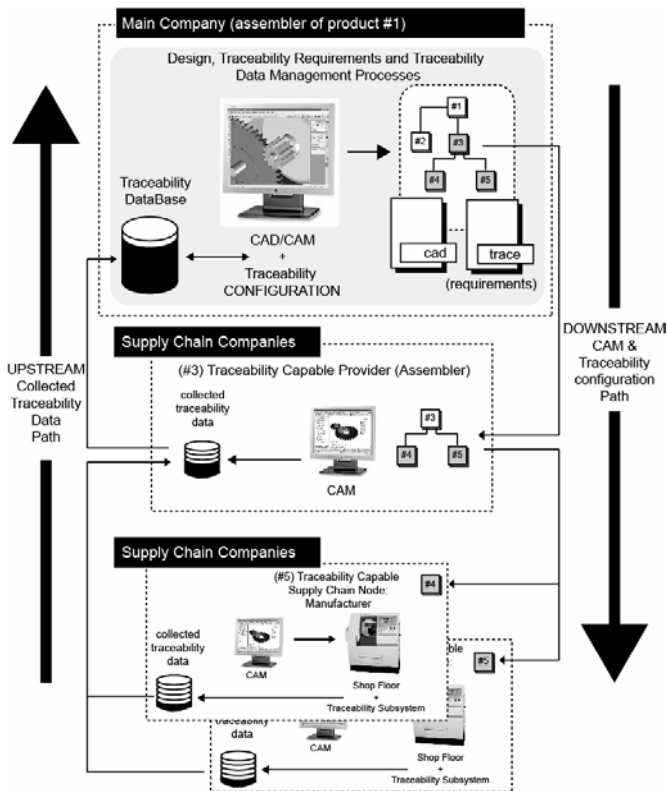 Main Company (assembler of product #1)
Design, Traceability Requirements and Traceability
Data Management Processes
#1
#2
#3
#4
#5
Traceability
DataBase
CAD/CAM
+
Traceability
CONFIGURATION
cad
trace
(requirements)
UPSTREAM
Collected
Traceability
Data
Path
DOWNSTREAM
CAM &
Traceability
configuration
Path
Supply Chain Companies
(#3) Traceability Capable Provider (Assembler)
collected
traceability
data
CAM
#3
#4
#5
Supply Chain Companies
(#5) Traceability Capable
Supply Chain Node:
Manufacturer
#4
collected
traceability
data
CAM
Shop Floor
+
Traceability Subsystem
able
#5
traceability
data
CAM
Shop Floor
+
Traceability Subsystem